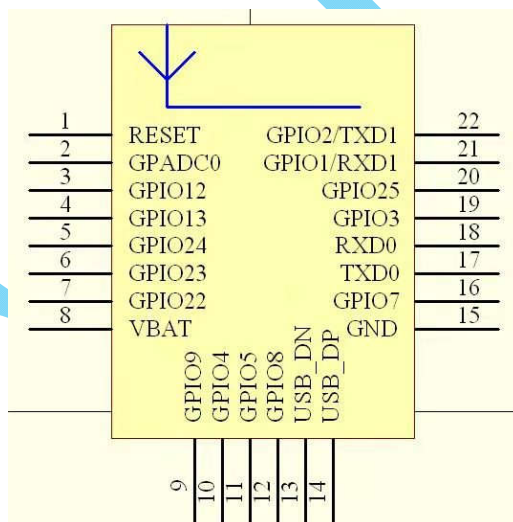 1 RESET GPIO2/TXD1 22
2 GPADC0 GPIO1/RXD1 21
3 GPIO12 GPIO25 20
4 GPIO13 GPIO3 19
5 GPIO24 RXD0 18
6 GPIO23 TXD0 17
7 GPIO22 GPIO7 16
8 VBAT GND 15
GPIO9 9
GPIO4 10
GPIO5 11
GPIO8 12
USB_DN 13
USB_DP 14